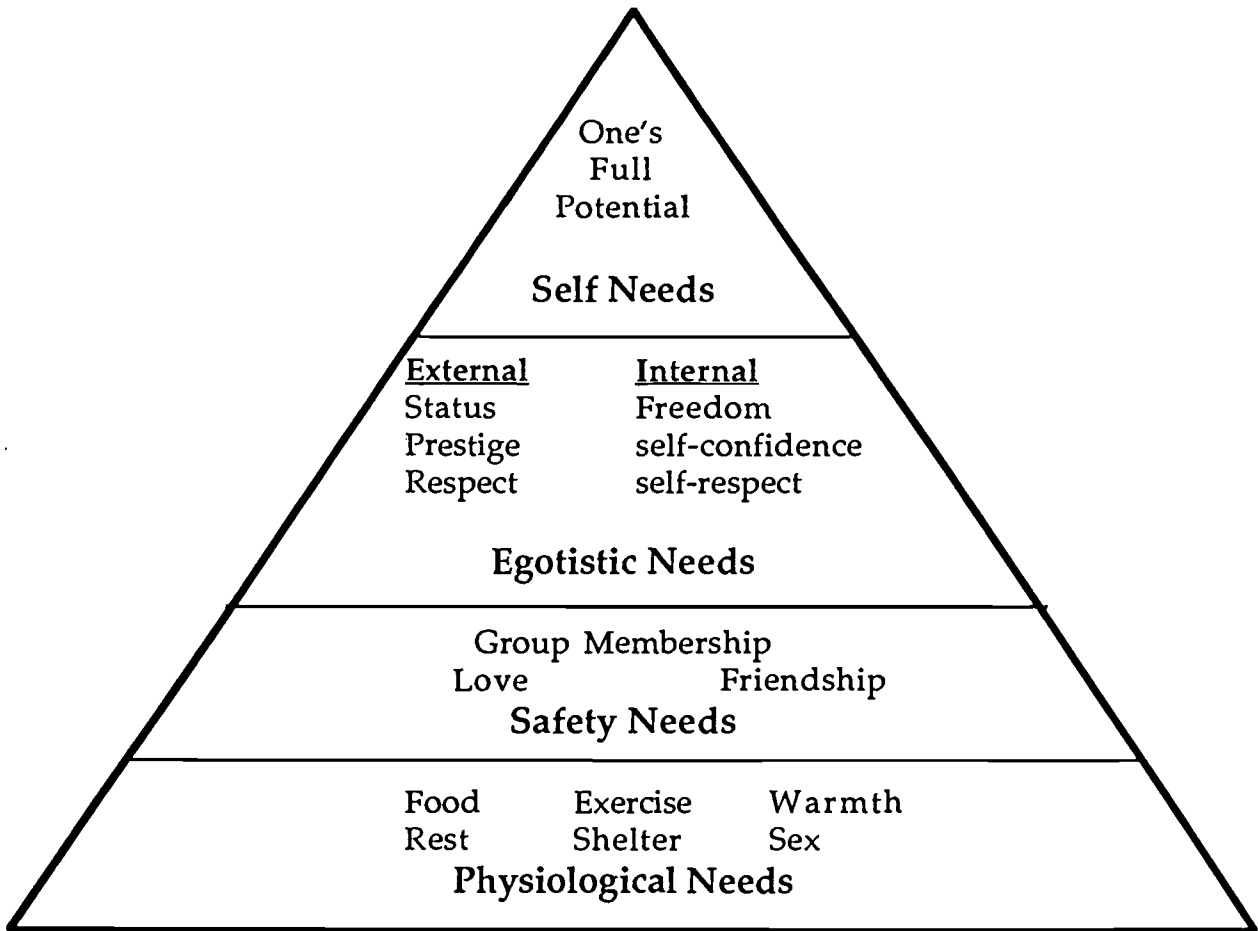 One's
Full
Potential
Self Needs
External Internal
Status Freedom
Prestige self-confidence
Respect self-respect
Egotistic Needs
Group Membership
Love Friendship
Safety Needs
Food Exercise Warmth
Rest Shelter Sex
Physiological Needs